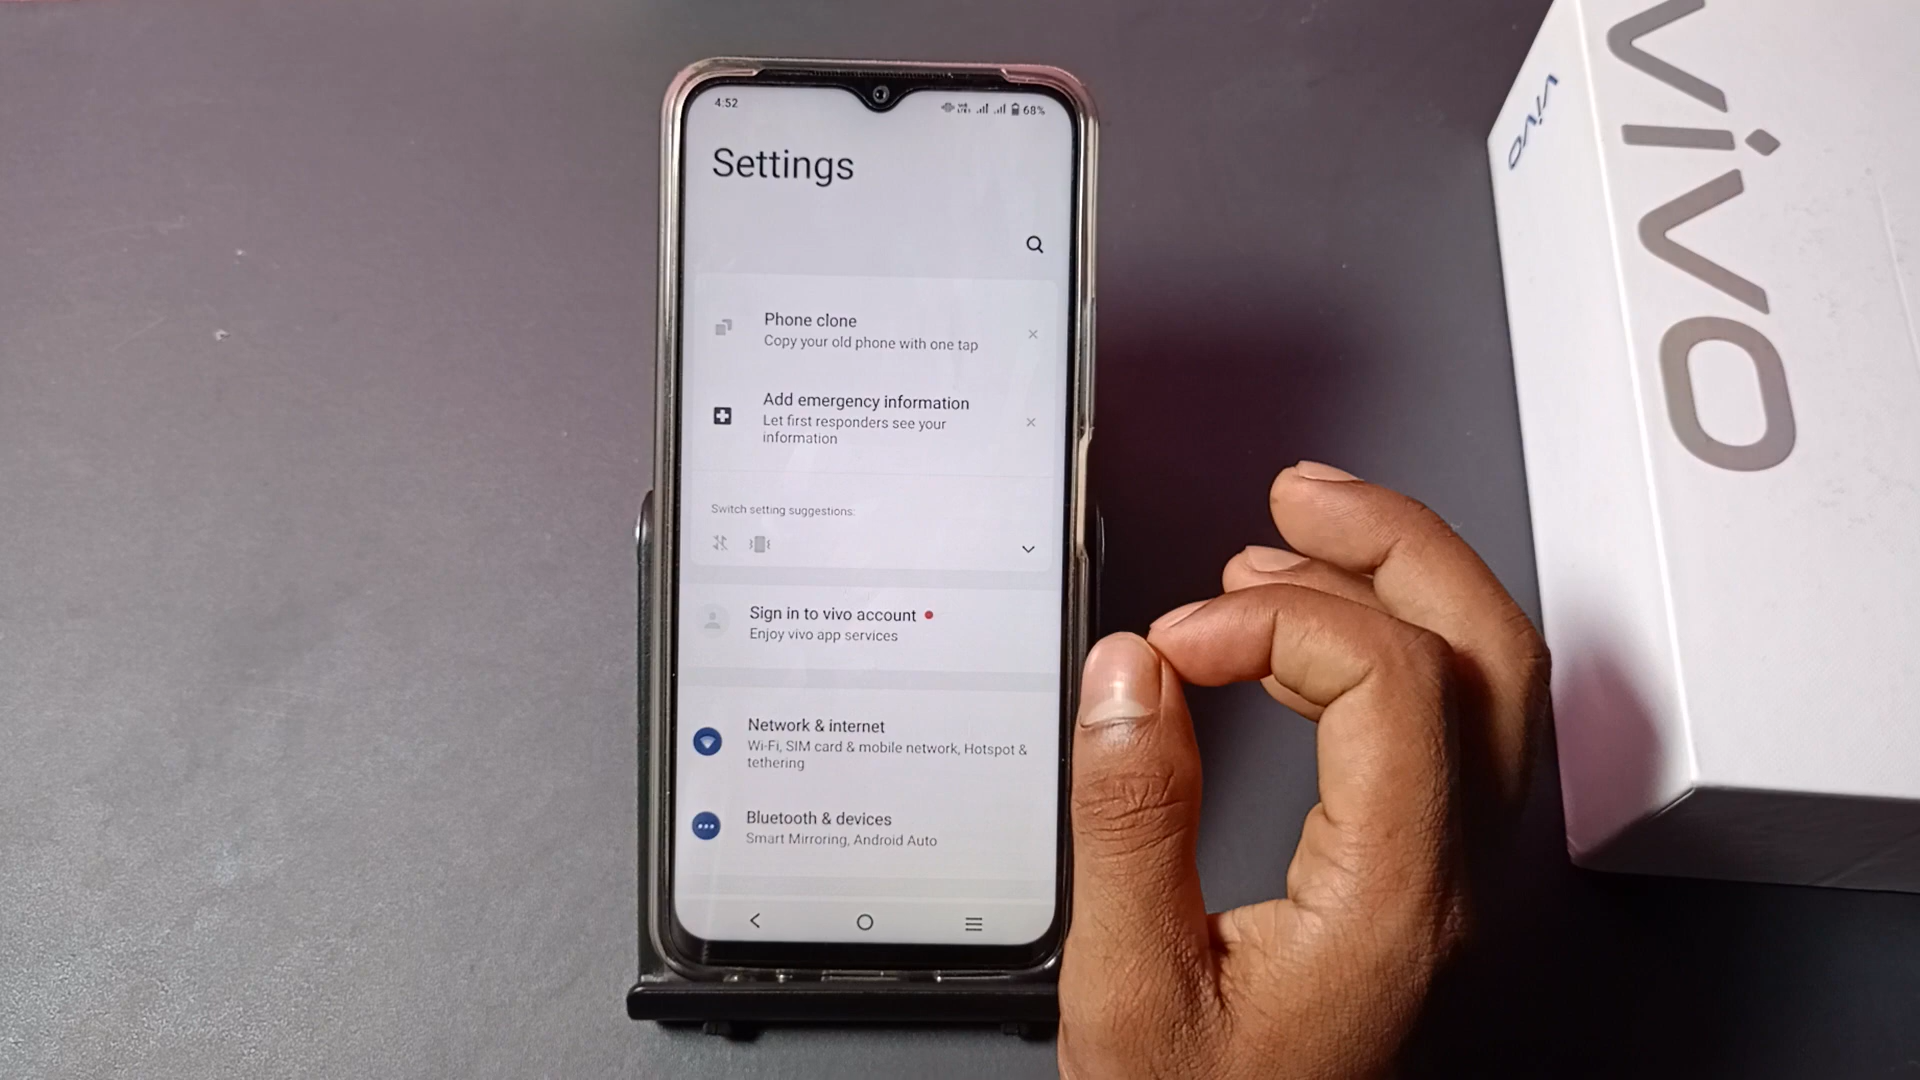 4:52
68%
Settings
Phone clone
Copy your old phone with one tap
Add emergency information
Let first responders see your
information
Switch setting suggestions:
Sign in to vivo account
Enjoy vivo app services
Network & internet
Wi-Fi, SIM card & mobile network, Hotspot &
tethering
Bluetooth & devices
Smart Mirroring, Android Auto
vivo
vivo